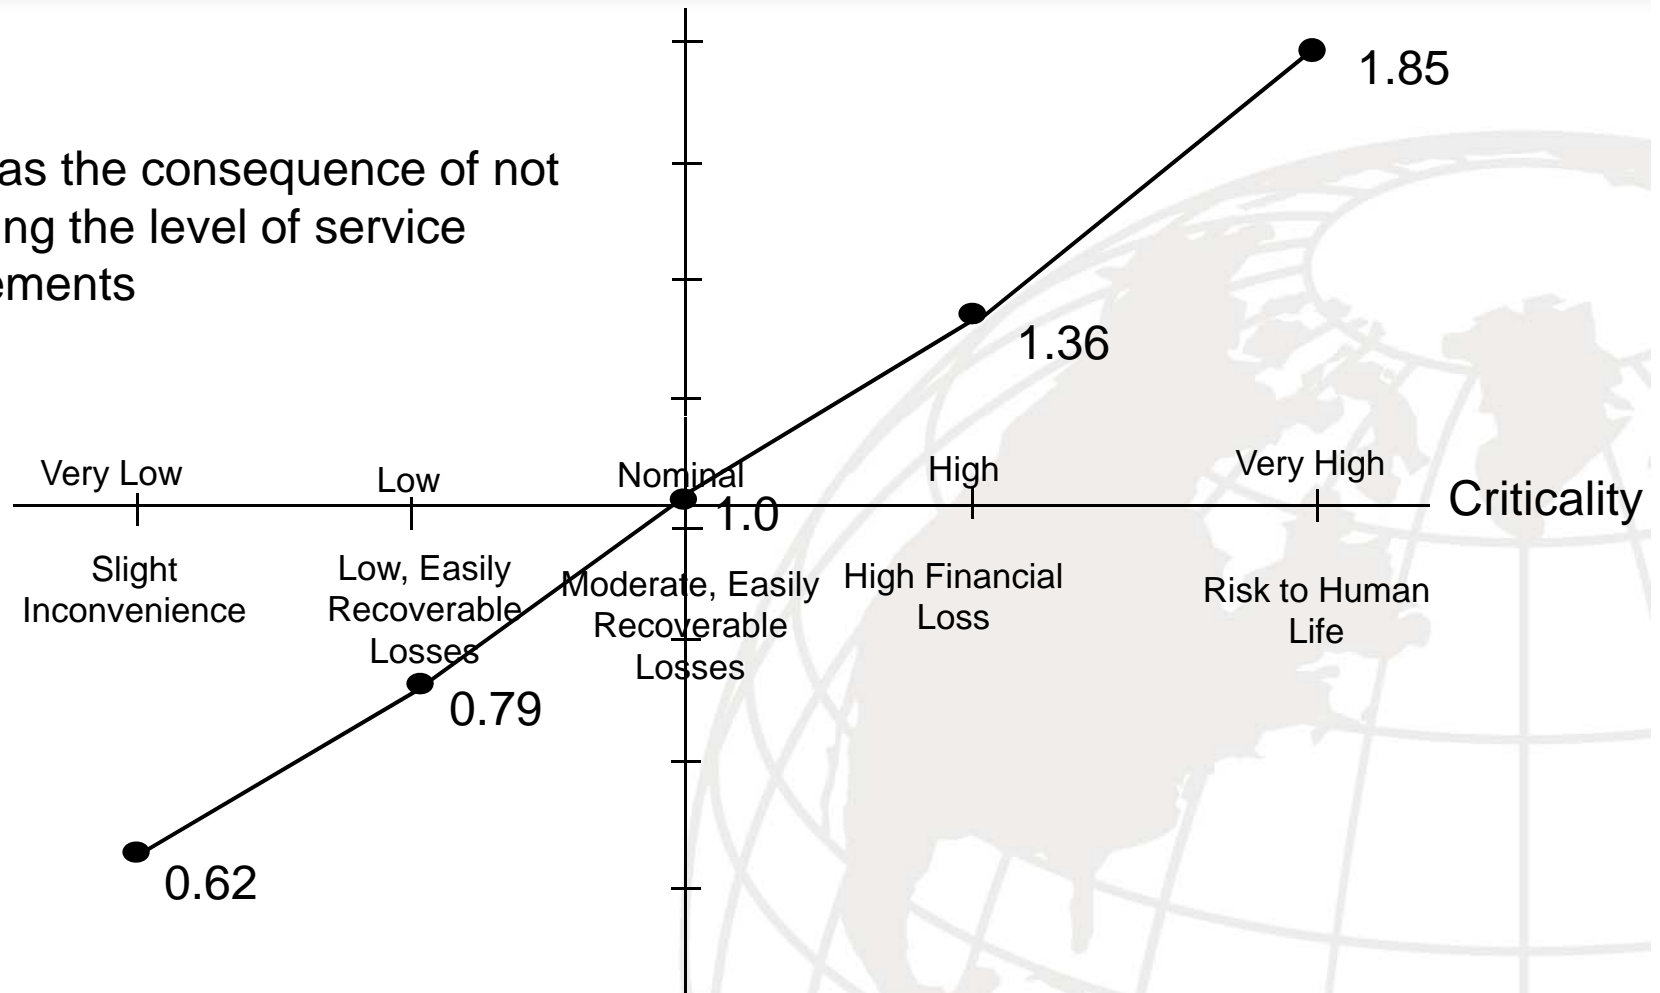 1.85
as the consequence of not
ing the level of service
ements
1.36
Very Low
Low
Nominal
High
Very High
Criticality
1.0
Slight
Inconvenience
Low, Easily
Recoverable
Losses
Moderate, Easily
Recoverable
Losses
High Financial
Loss
Risk to Human
Life
0.79
0.62